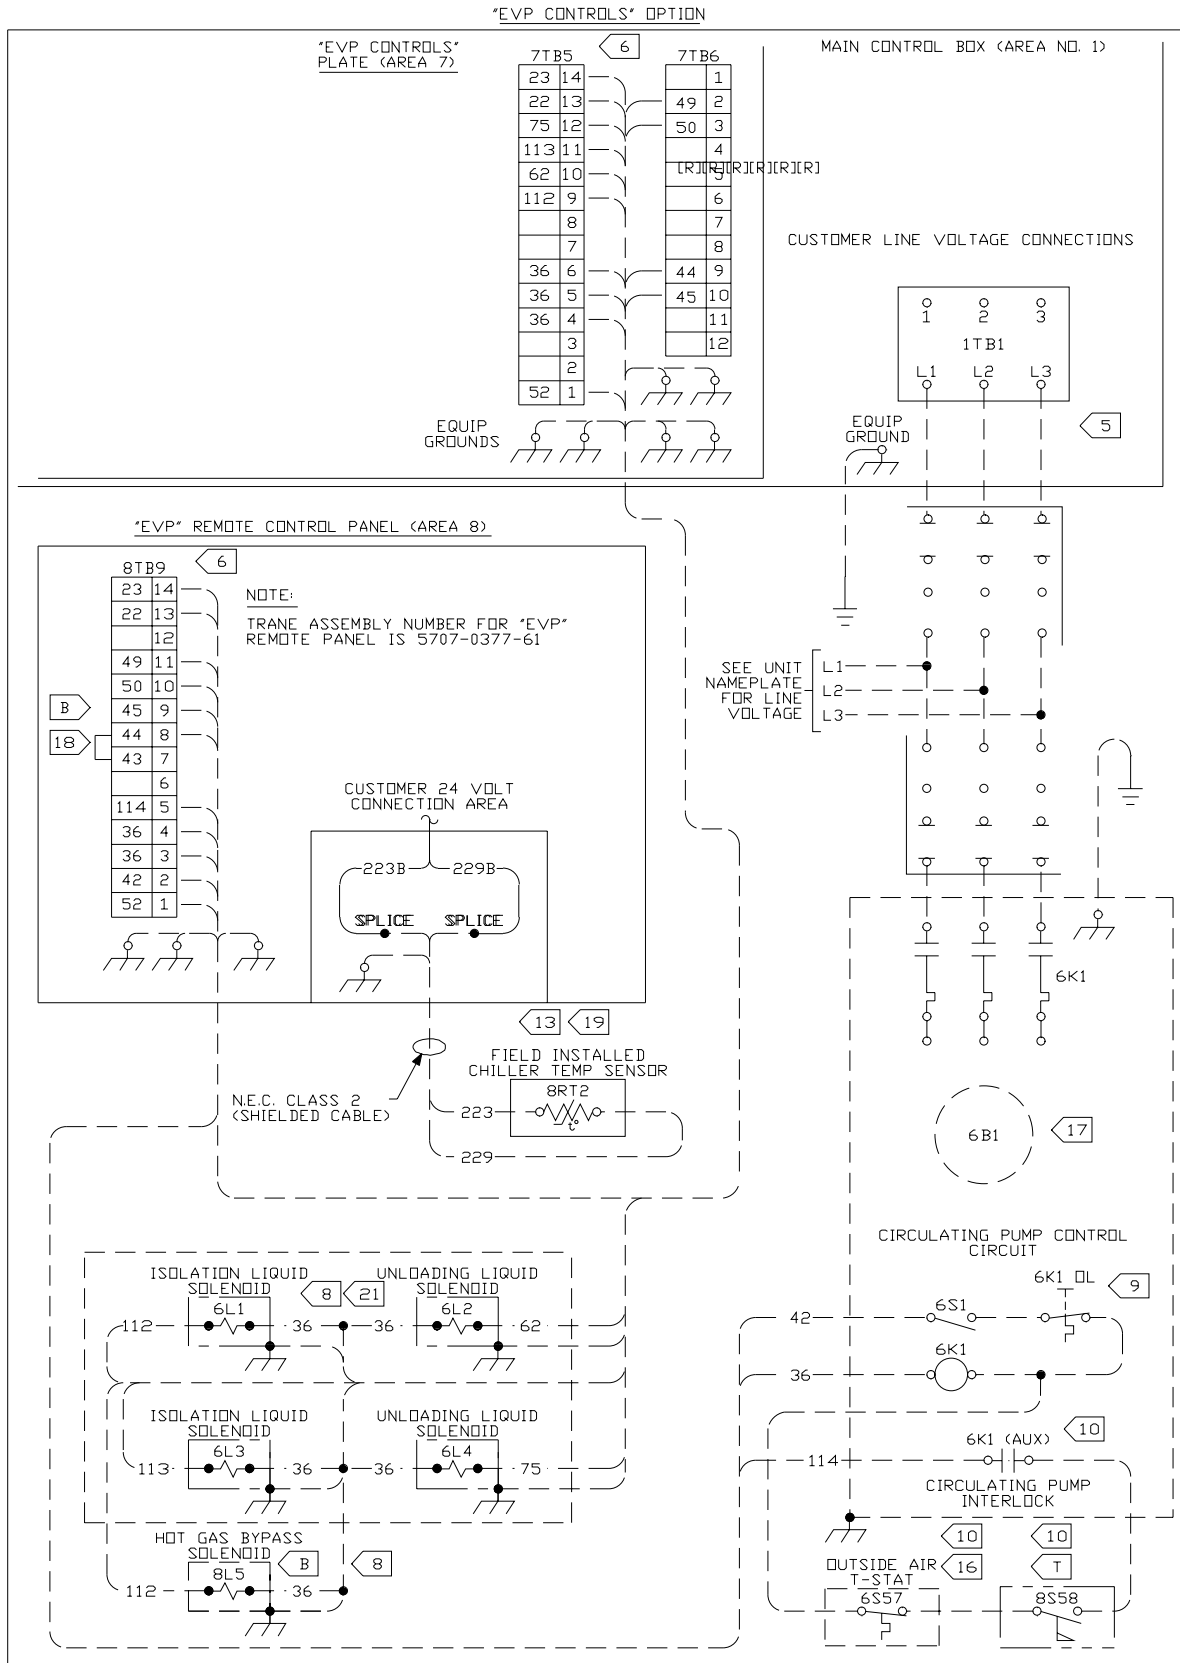 "EVP CONTROLS" OPTION
"EVP CONTROLS"
PLATE (AREA 7)
6
MAIN CONTROL BOX (AREA NO. 1)
7TB5
23 14
22 13
75 12
113 11
62 10
112 9
8
7
36 6
36 5
36 4
3
2
52 1
7TB6
1
49 2
50 3
4
[R][R][R][R][R][R]
5
6
7
8
44 9
45 10
11
12
EQUIP
GROUNDS
CUSTOMER LINE VOLTAGE CONNECTIONS
1 2 3
1TB1
L1 L2 L3
5
EQUIP
GROUND
"EVP" REMOTE CONTROL PANEL (AREA 8)
6
8TB9
23 14
22 13
12
49 11
50 10
45 9
44 8
43 7
6
114 5
36 4
36 3
42 2
52 1
B
18
NOTE:
TRANE ASSEMBLY NUMBER FOR "EVP"
REMOTE PANEL IS 5707-0377-61
SEE UNIT
NAMEPLATE
FOR LINE
VOLTAGE
L1
L2
L3
CUSTOMER 24 VOLT
CONNECTION AREA
223B 229B
SPLICE SPLICE
13 19
FIELD INSTALLED
CHILLER TEMP SENSOR
8RT2
t°
223
229
N.E.C. CLASS 2
(SHIELDED CABLE)
6K1
6B1
17
CIRCULATING PUMP CONTROL
CIRCUIT
6K1 OL
9
42 6S1
6K1
36
6K1 (AUX)
10
114
CIRCULATING PUMP
INTERLOCK
10 10
OUTSIDE AIR
T-STAT
16 T
6S57 8S58
ISOLATION LIQUID
SOLENOID
8 21
UNLOADING LIQUID
SOLENOID
6L1 6L2
112 36 36 62
ISOLATION LIQUID
SOLENOID
UNLOADING LIQUID
SOLENOID
6L3 6L4
113 36 36 75
HOT GAS BYPASS
SOLENOID
B 8
8L5
112 36